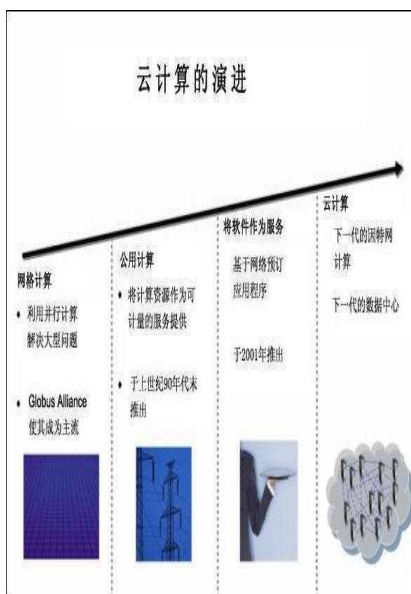 云计算的演进
网格计算
• 利用并行计算
解决大型问题
• Globus Alliance
使其成为主流
公用计算
• 将计算资源作为可
计量的服务提供
• 于上世纪90年代末
推出
将软件作为服务
基于网络预订
应用程序
于2001年推出
云计算
下一代的因特网
计算
下一代的数据中心